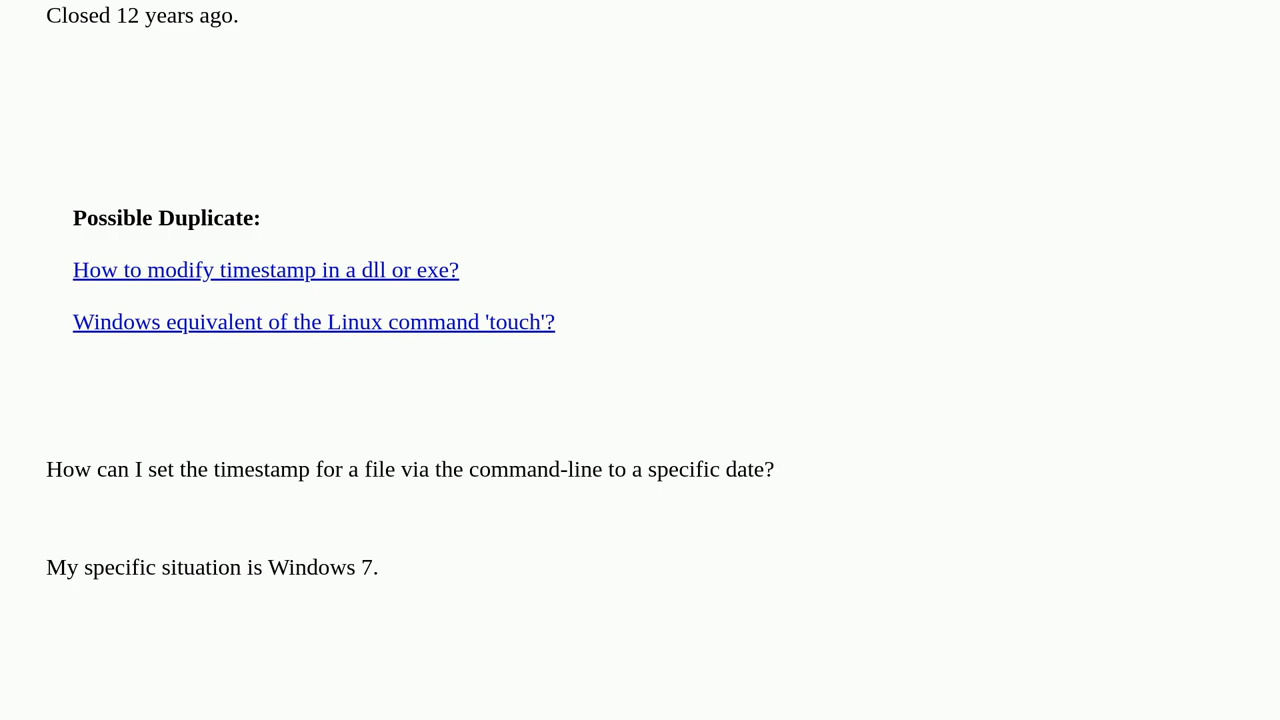 Closed 12 years ago.
Possible Duplicate:
How to modify timestamp in a dll or exe?
Windows equivalent of the Linux command 'touch'?
How can I set the timestamp for a file via the command-line to a specific date?
My specific situation is Windows 7.